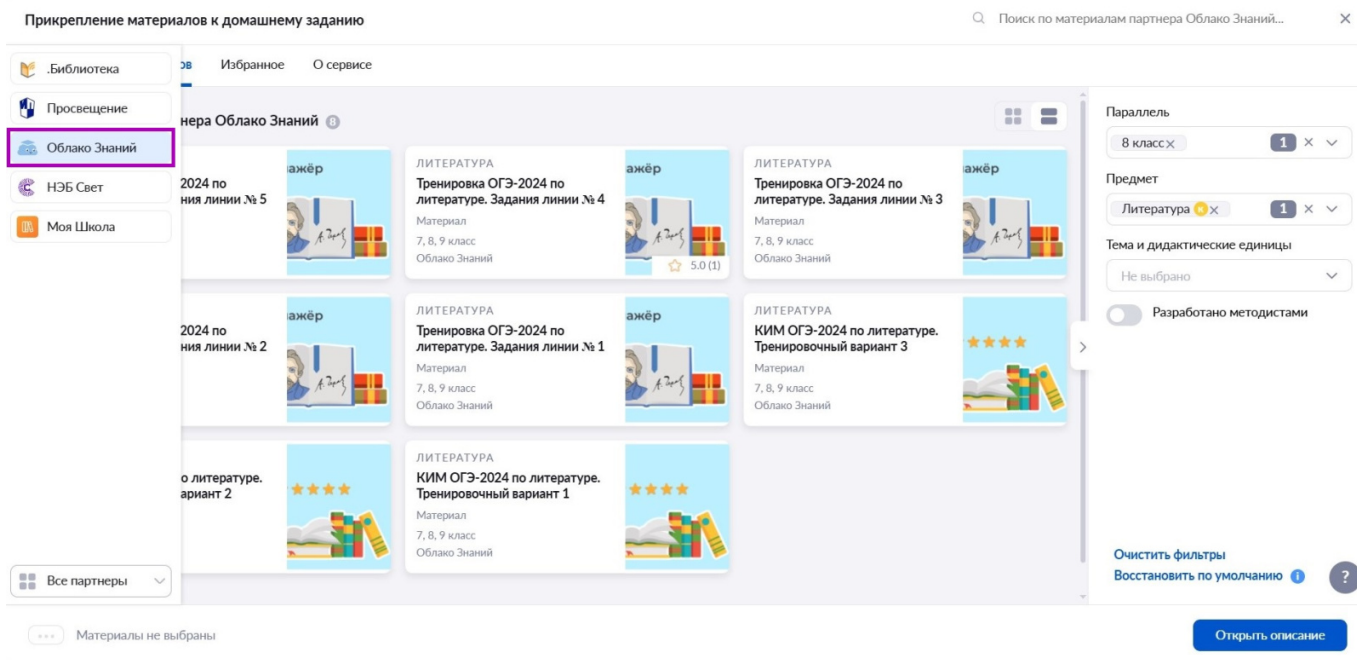 Прикрепление материалов к домашнему заданию
Поиск по материалам партнера Облако Знаний...
.Библиотека
Просвещение
Облако Знаний
НЭБ Свет
Моя Школа
Все партнеры
ов
Избранное
О сервисе
нера Облако Знаний 8
2024 по
ния линии № 5
ажёр
ЛИТЕРАТУРА
Тренировка ОГЭ-2024 по
литературе. Задания линии № 4
Материал
7, 8, 9 класс
Облако Знаний
ажёр
5.0 (1)
ЛИТЕРАТУРА
Тренировка ОГЭ-2024 по
литературе. Задания линии № 3
Материал
7, 8, 9 класс
Облако Знаний
ажёр
2024 по
ния линии № 2
ажёр
ЛИТЕРАТУРА
Тренировка ОГЭ-2024 по
литературе. Задания линии № 1
Материал
7, 8, 9 класс
Облако Знаний
ажёр
ЛИТЕРАТУРА
КИМ ОГЭ-2024 по литературе.
Тренировочный вариант 3
Материал
7, 8, 9 класс
Облако Знаний
о литературе.
ариант 2
ЛИТЕРАТУРА
КИМ ОГЭ-2024 по литературе.
Тренировочный вариант 1
Материал
7, 8, 9 класс
Облако Знаний
Параллель
8 класс 1
Предмет
Литература 1
Тема и дидактические единицы
Не выбрано
Разработано методистами
Очистить фильтры
Восстановить по умолчанию
?
Материалы не выбраны
Открыть описание